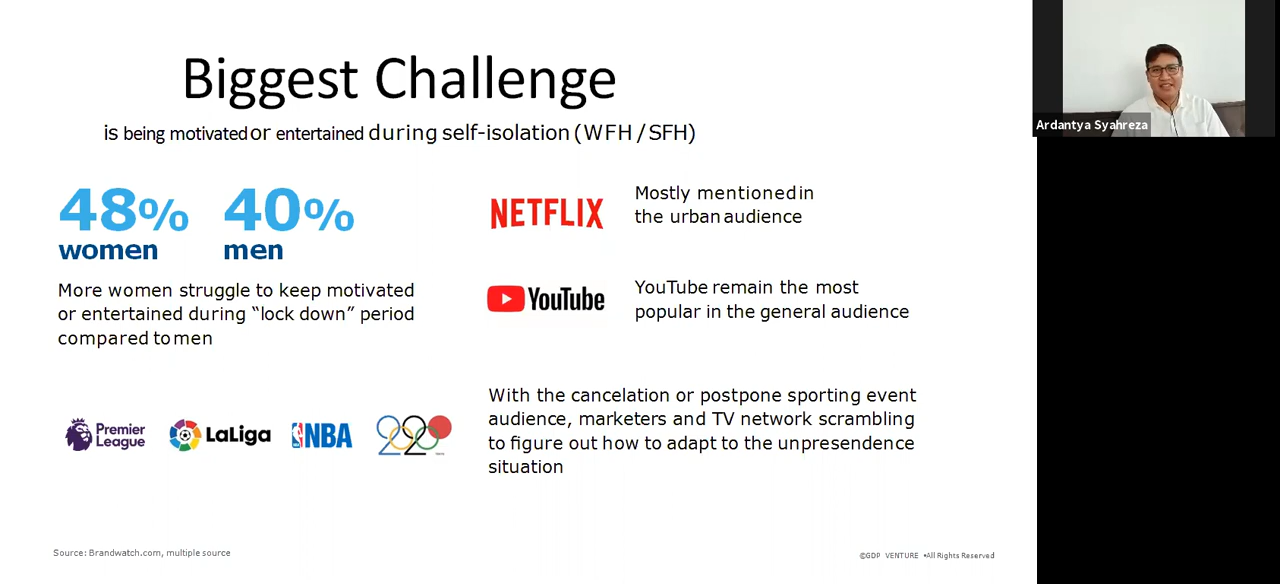 Biggest Challenge
is being motivated or entertained during self-isolation (WFH / SFH)
48% 40%
women men
More women struggle to keep motivated
or entertained during “lock down” period
compared to men
NETFLIX
Mostly mentioned in
the urban audience
YouTube
YouTube remain the most
popular in the general audience
Premier
League
LaLiga
NBA
2020
With the cancelation or postpone sporting event
audience, marketers and TV network scrambling
to figure out how to adapt to the unpresendence
situation
Source: Brandwatch.com, multiple source
©GDP VENTURE •All Rights Reserved
Ardantya Syahreza